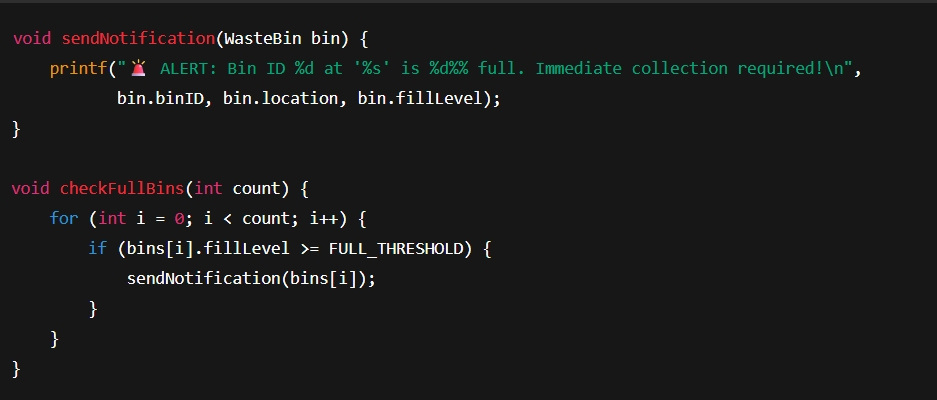 void sendNotification(WasteBin bin) {
    printf("🚨 ALERT: Bin ID %d at '%s' is %d%% full. Immediate collection required!\n",
           bin.binID, bin.location, bin.fillLevel);
}

void checkFullBins(int count) {
    for (int i = 0; i < count; i++) {
        if (bins[i].fillLevel >= FULL_THRESHOLD) {
            sendNotification(bins[i]);
        }
    }
}